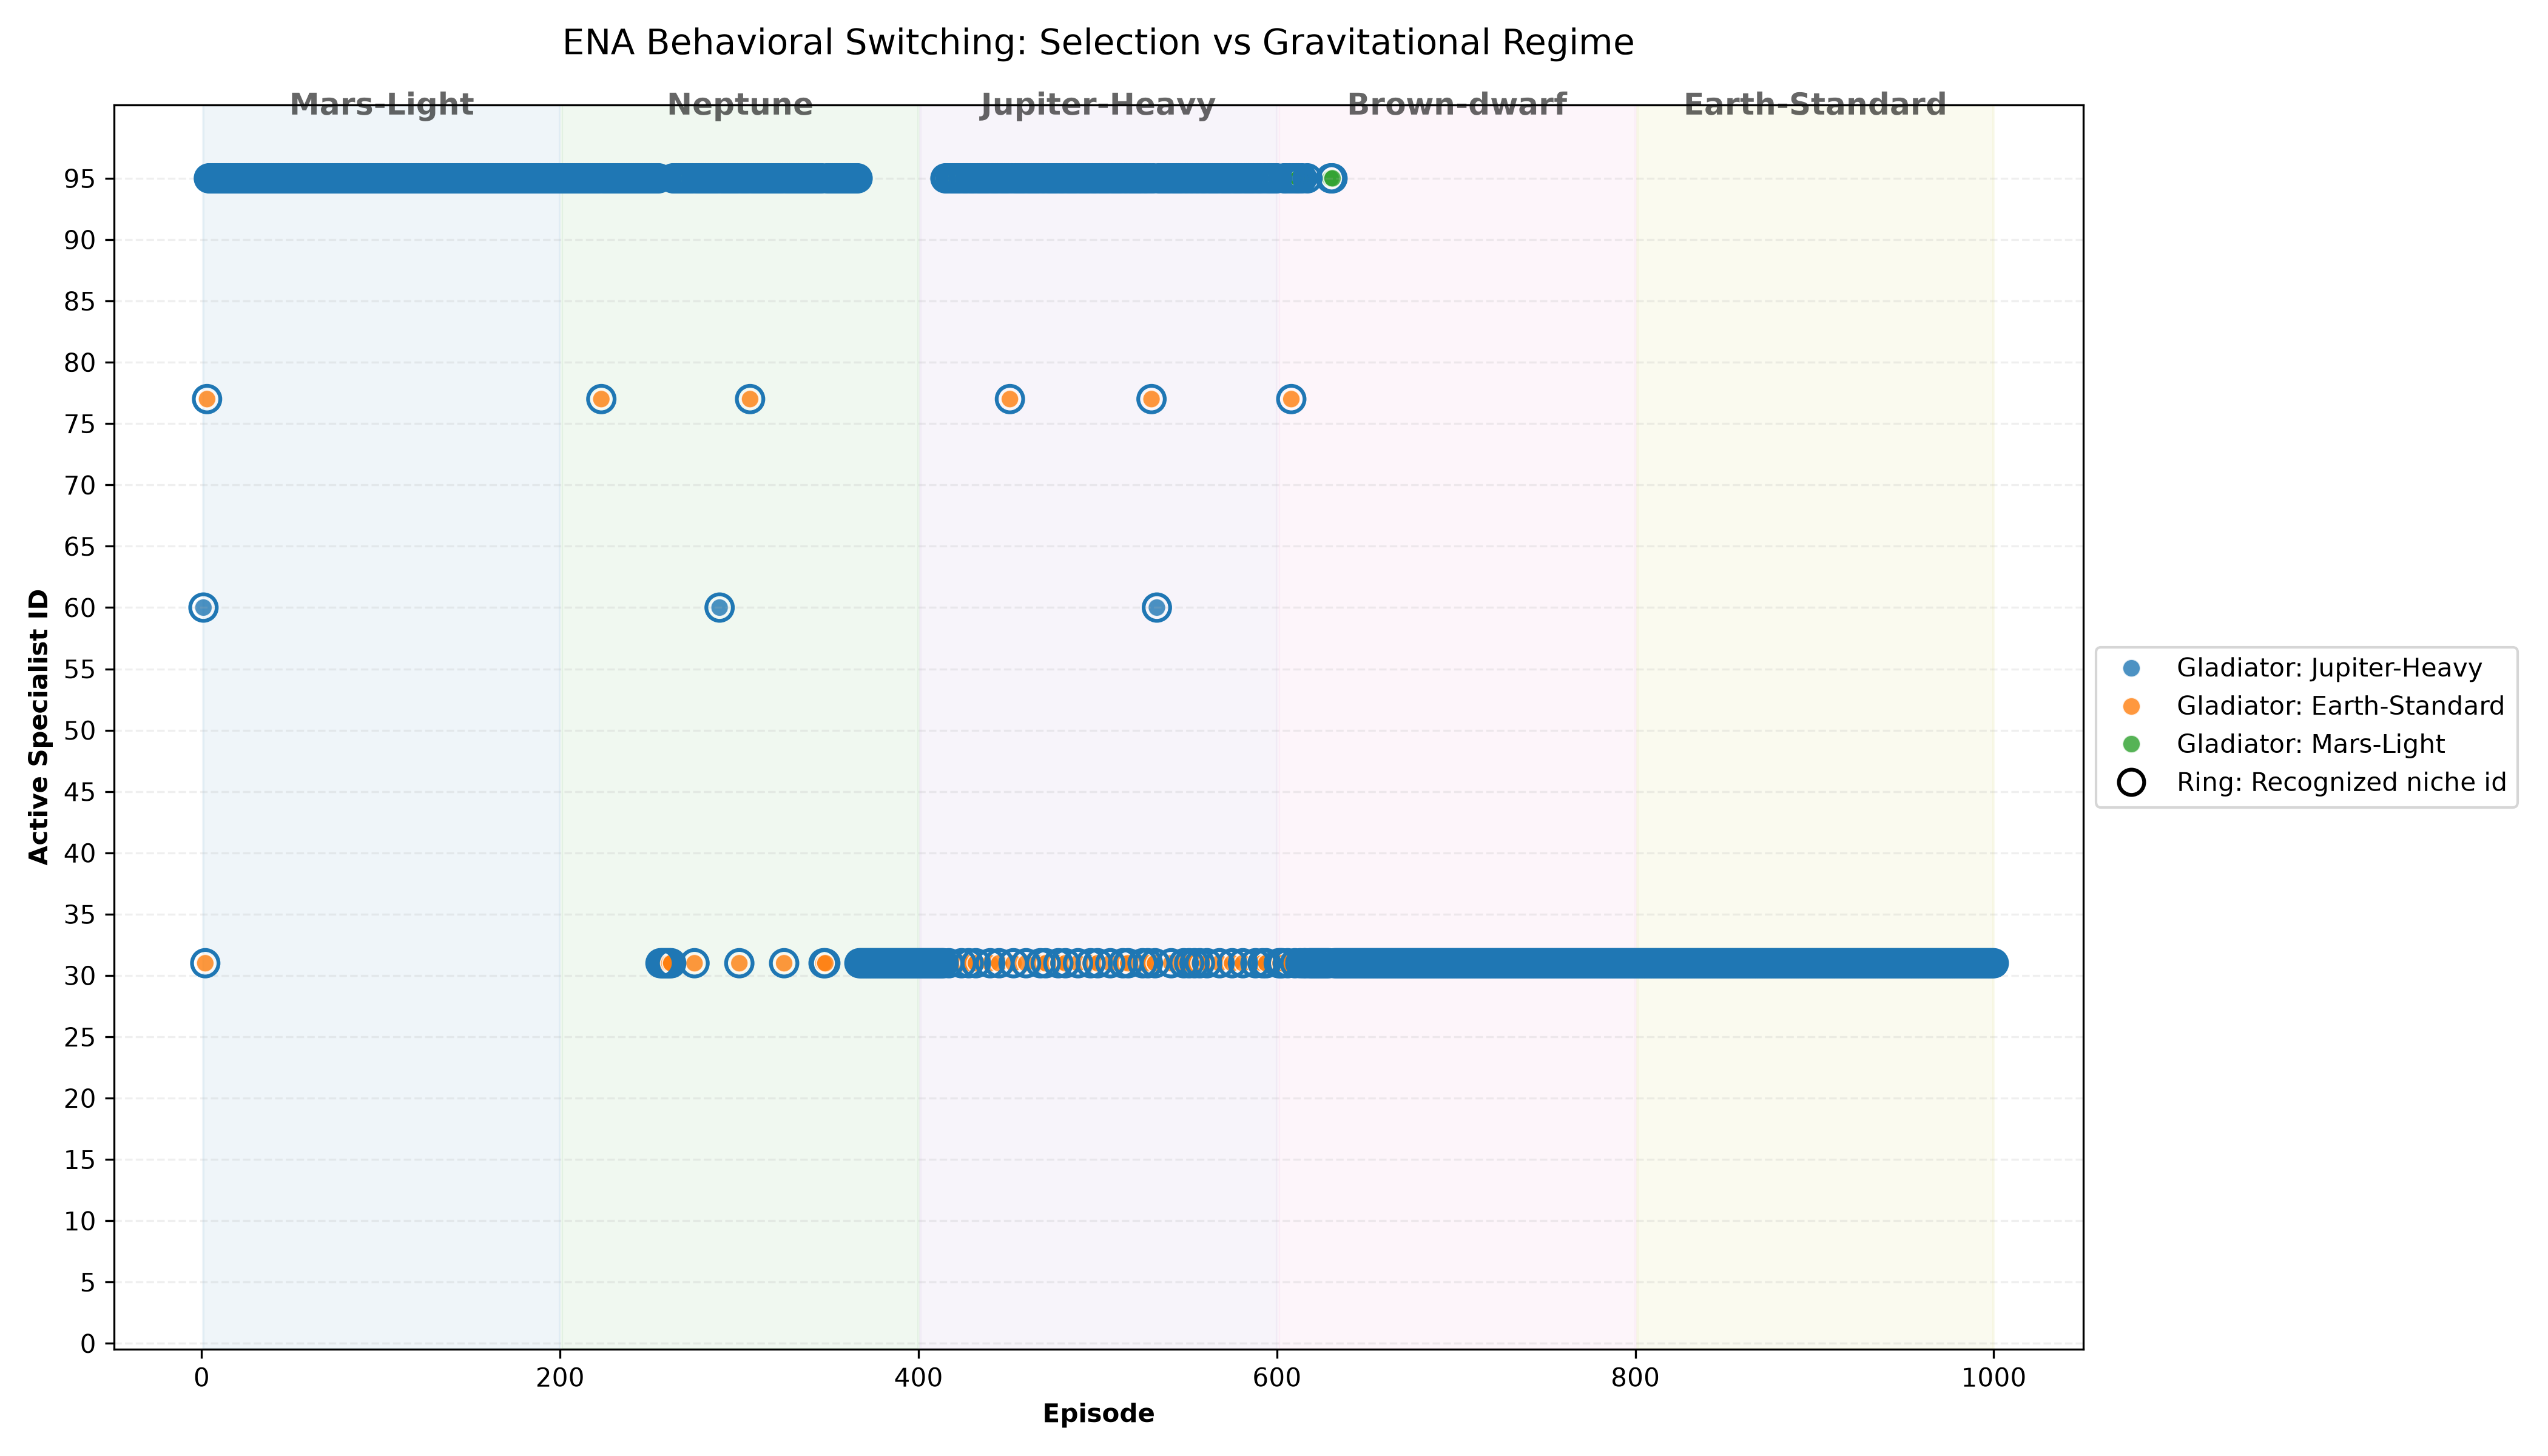 ENA Behavioral Switching: Selection vs Gravitational Regime
Mars-Light Neptune Jupiter-Heavy Brown-dwarf Earth-Standard
95
90
85
80
75
70
65
60
55
50
45
40
35
30
25
20
15
10
5
0
Active Specialist ID
Gladiator: Jupiter-Heavy
Gladiator: Earth-Standard
Gladiator: Mars-Light
Ring: Recognized niche id
0 200 400 600 800 1000
Episode